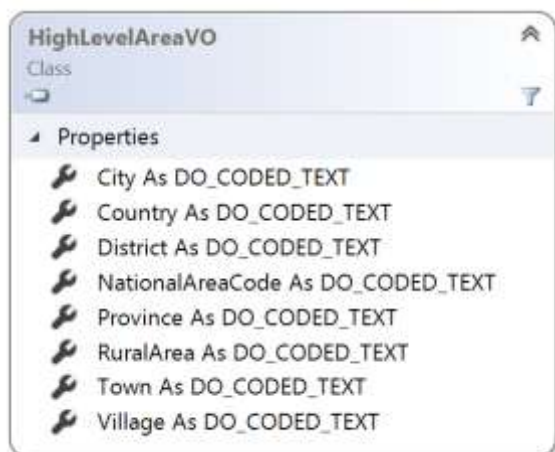 HighLevelAreaVO
Class
Properties
City As DO_CODED_TEXT
Country As DO_CODED_TEXT
District As DO_CODED_TEXT
NationalAreaCode As DO_CODED_TEXT
Province As DO_CODED_TEXT
RuralArea As DO_CODED_TEXT
Town As DO_CODED_TEXT
Village As DO_CODED_TEXT